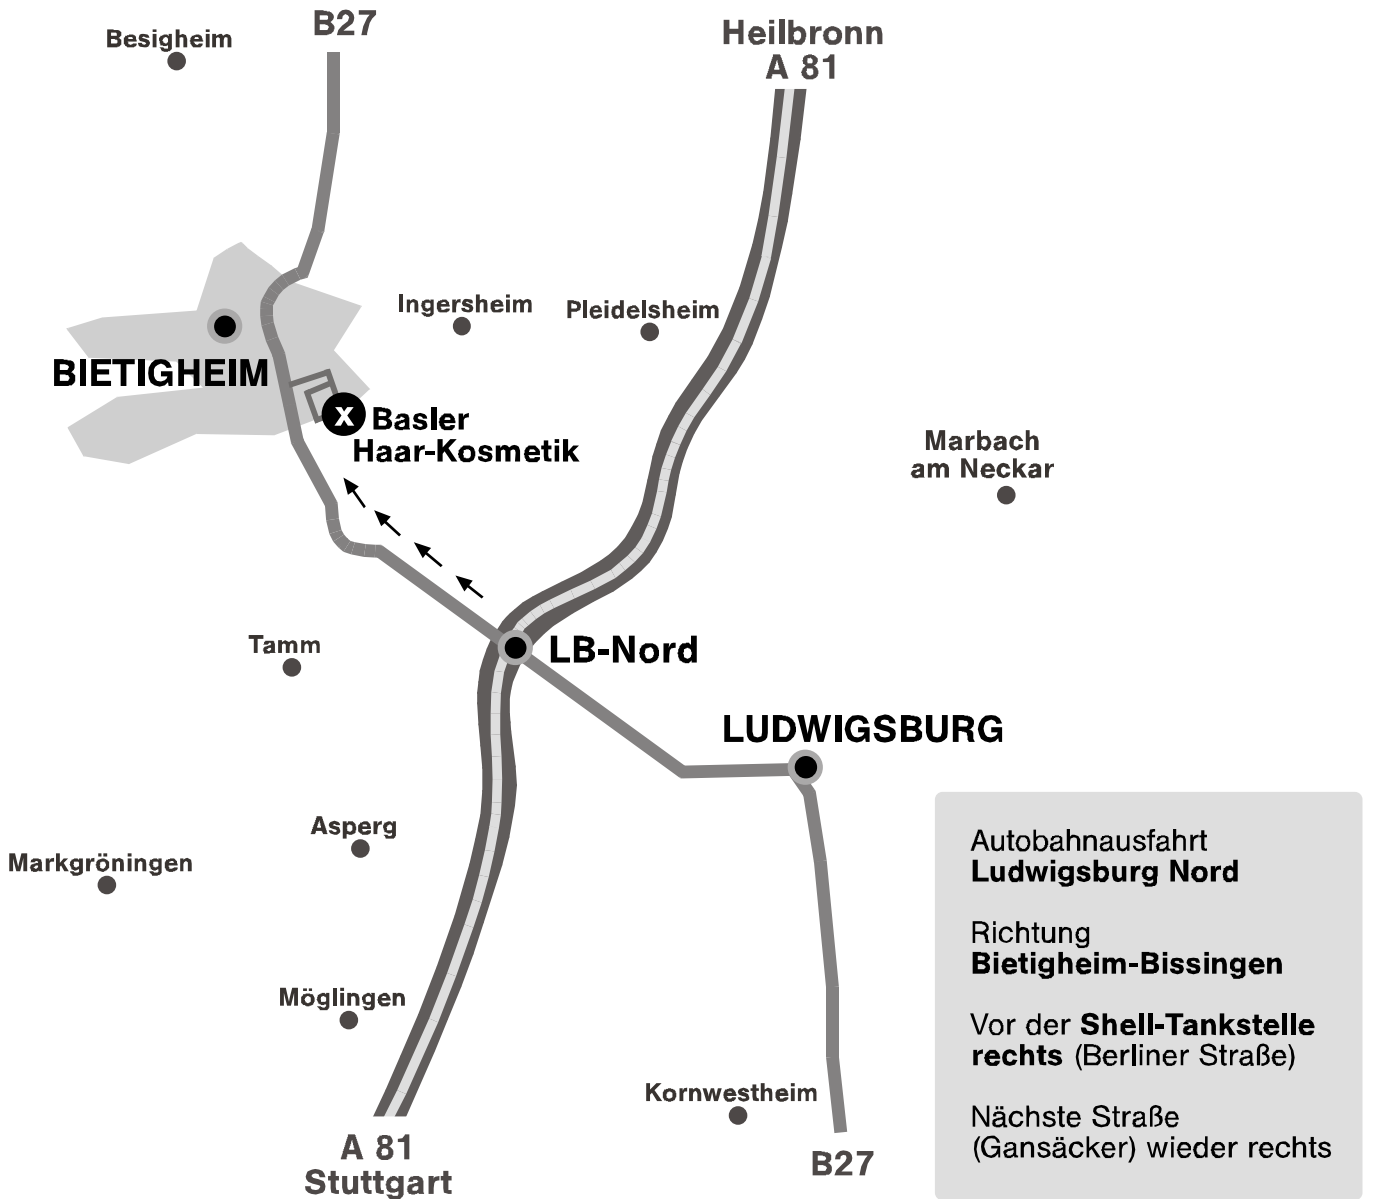 B27
Besigheim
Heilbronn
A 81
Ingersheim
Pleidelsheim
BIETIGHEIM
x
Basler
Haar-Kosmetik
Marbach
am Neckar
Tamm
LB-Nord
LUDWIGSBURG
Asperg
Markgröningen
Möglingen
Kornwestheim
A 81
Stuttgart
B27
Autobahnausfahrt
Ludwigsburg Nord
Richtung
Bietigheim-Bissingen
Vor der Shell-Tankstelle
rechts (Berliner Straße)
Nächste Straße
(Gansäcker) wieder rechts